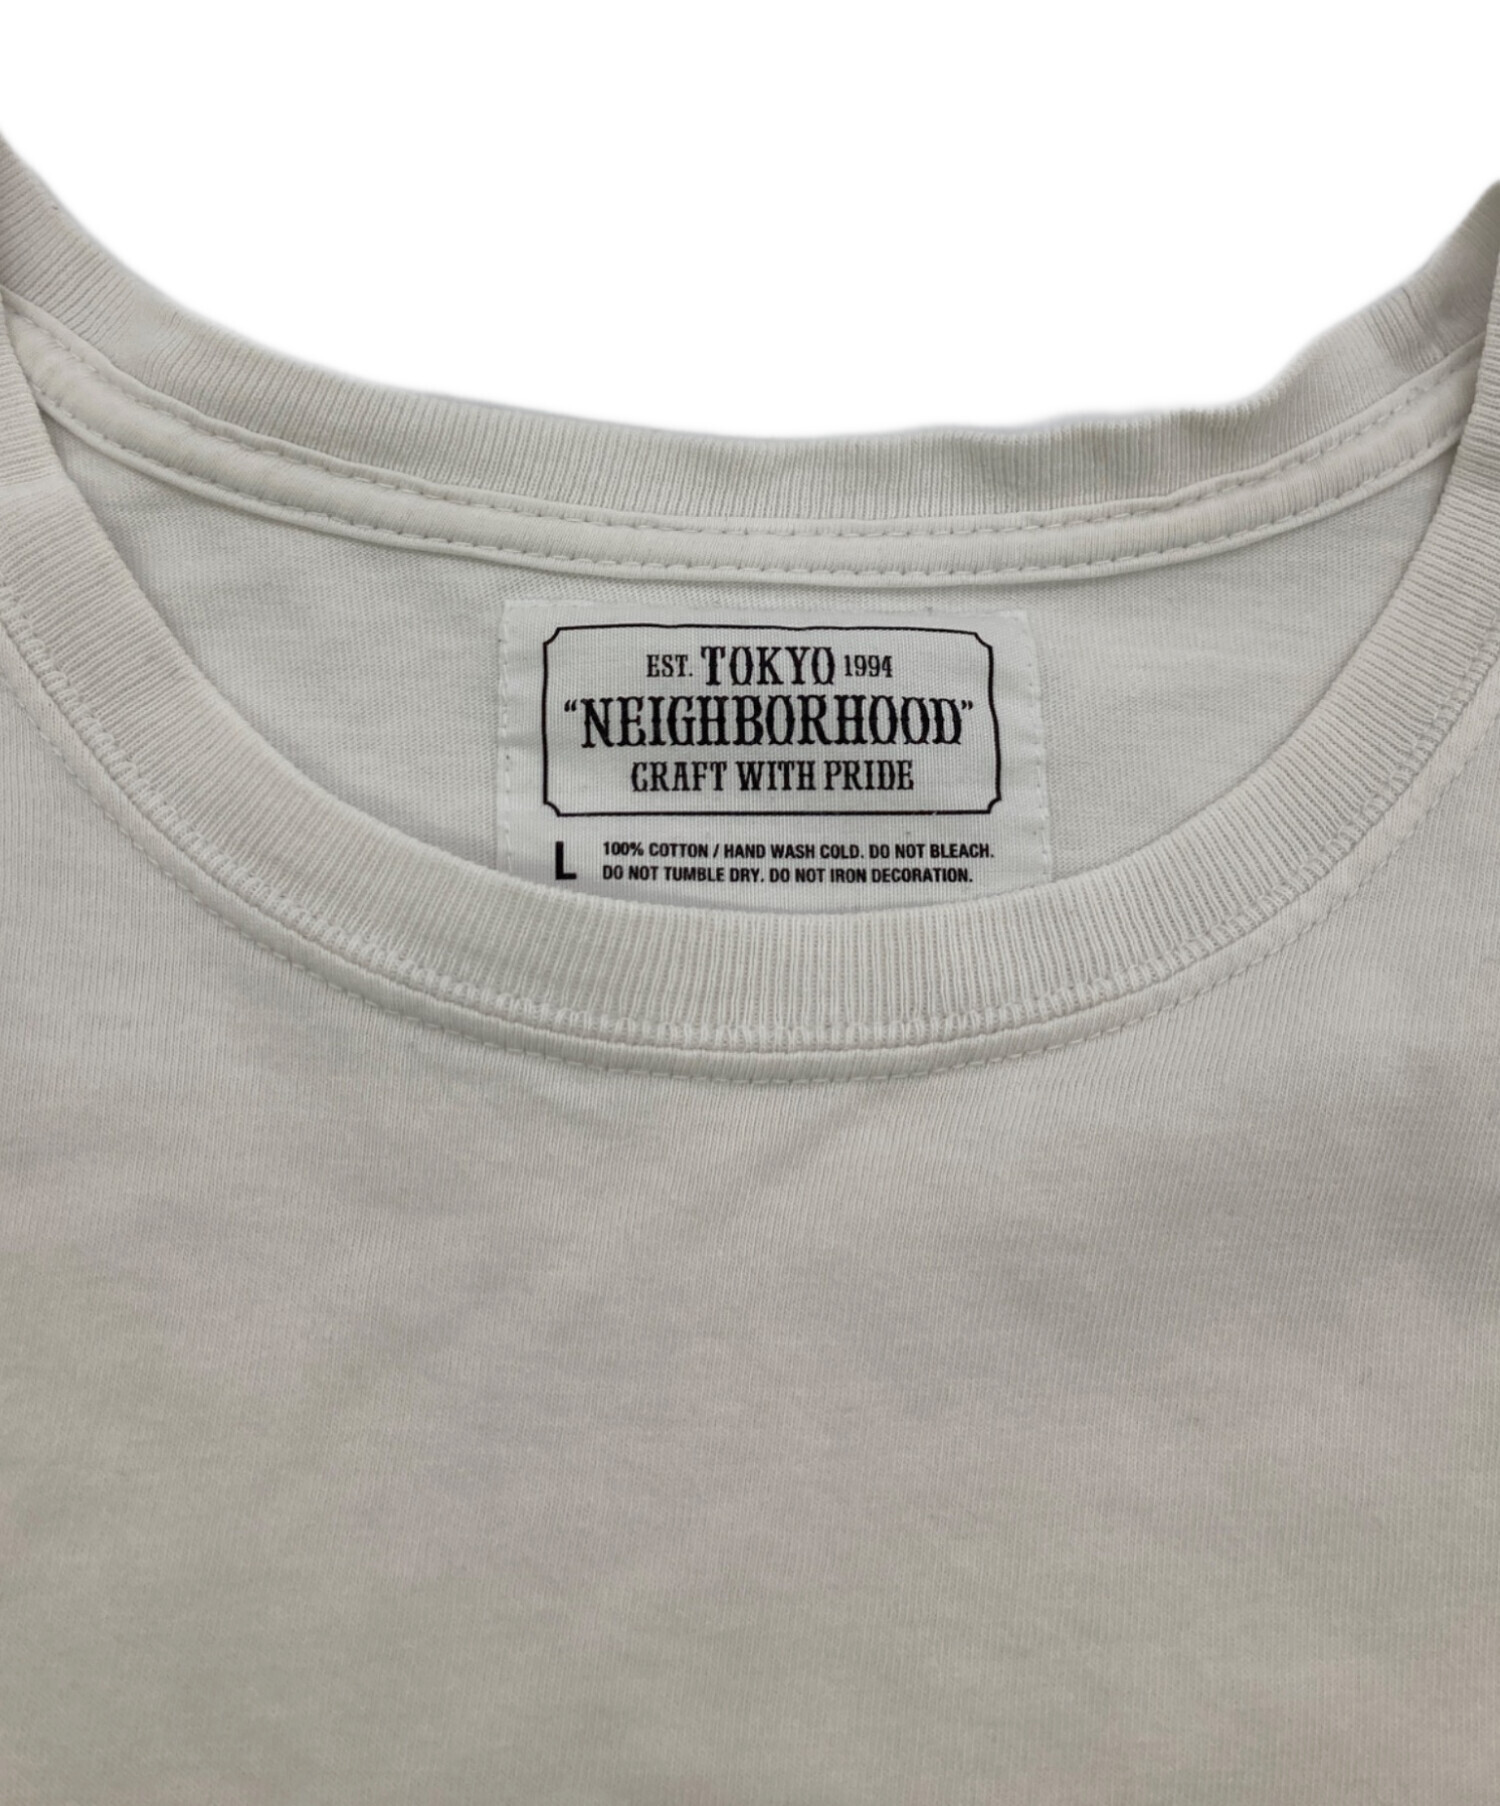 EST. TOKYO 1994
“NEIGHBORHOOD”
CRAFT WITH PRIDE
L 100% COTTON / HAND WASH COLD. DO NOT BLEACH.
DO NOT TUMBLE DRY. DO NOT IRON DECORATION.